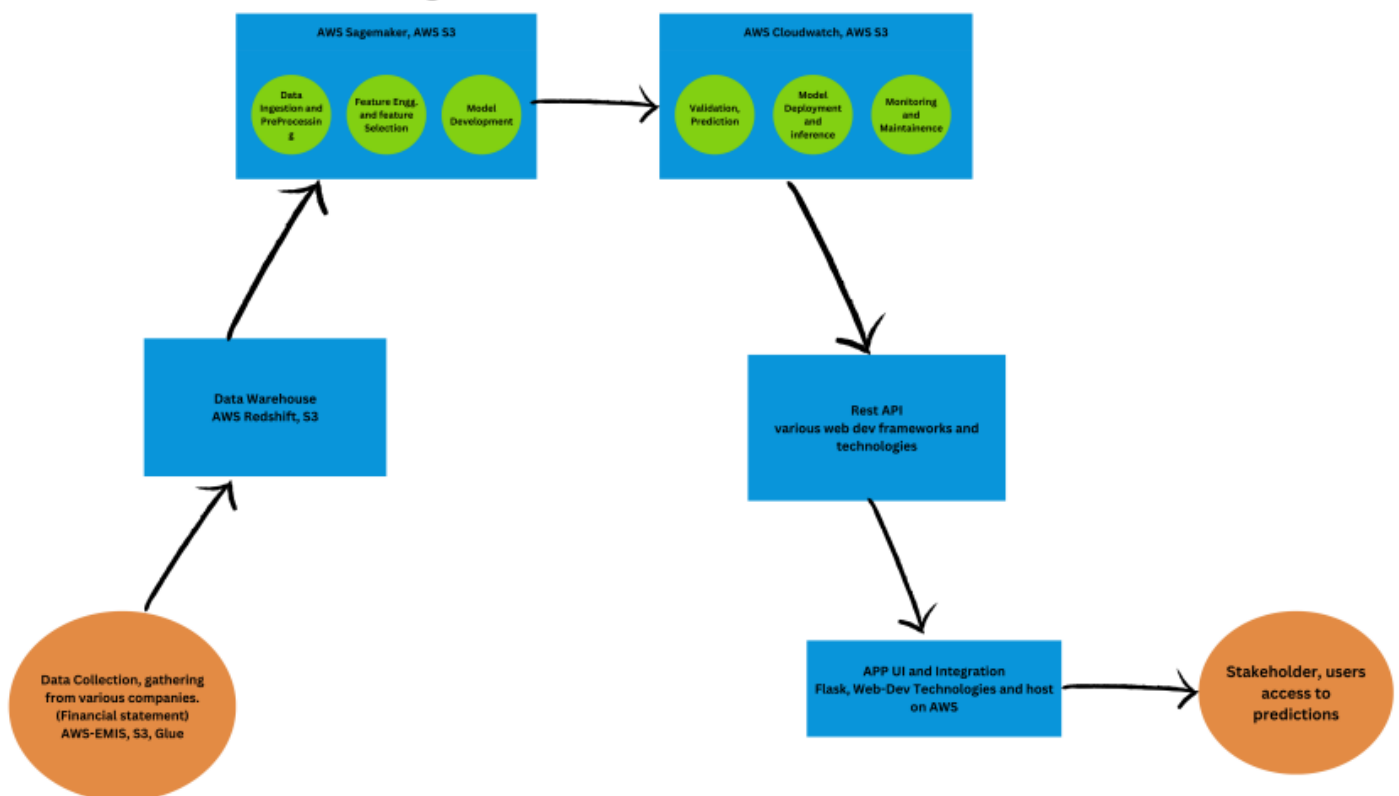 AWS Sagemaker, AWS S3
Data
Ingestion and
PreProcessin
g
Feature Engg.
and feature
Selection
Model
Development
AWS Cloudwatch, AWS S3
Validation,
Prediction
Model
Deployment
and
inference
Monitoring
and
Maintainence
Data Warehouse
AWS Redshift, S3
Rest API
various web dev frameworks and
technologies
Data Collection, gathering
from various companies.
(Financial statement)
AWS-EMIS, S3, Glue
APP UI and Integration
Flask, Web-Dev Technologies and host
on AWS
Stakeholder, users
access to
predictions